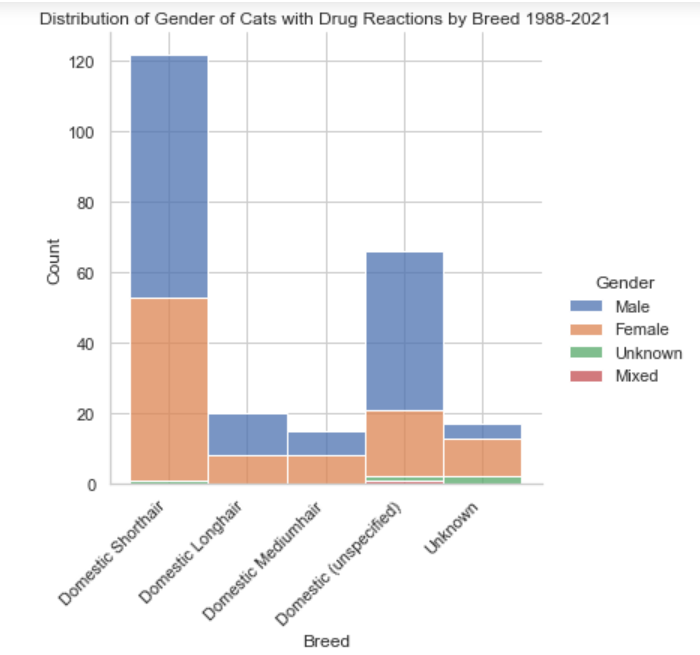 Distribution of Gender of Cats with Drug Reactions by Breed 1988-2021
120
100
80
60
40
20
0
Count
Domestic Shorthair
Domestic Longhair
Domestic Mediumhair
Domestic (unspecified)
Unknown
Breed
Gender
Male
Female
Unknown
Mixed